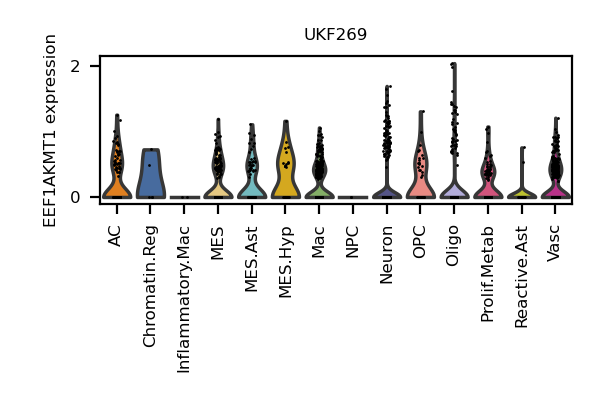 UKF269
EEF1AKMT1 expression
2
0
AC
Chromatin.Reg
Inflammatory.Mac
MES
MES.Ast
MES.Hyp
Mac
NPC
Neuron
OPC
Oligo
Prolif.Metab
Reactive.Ast
Vasc